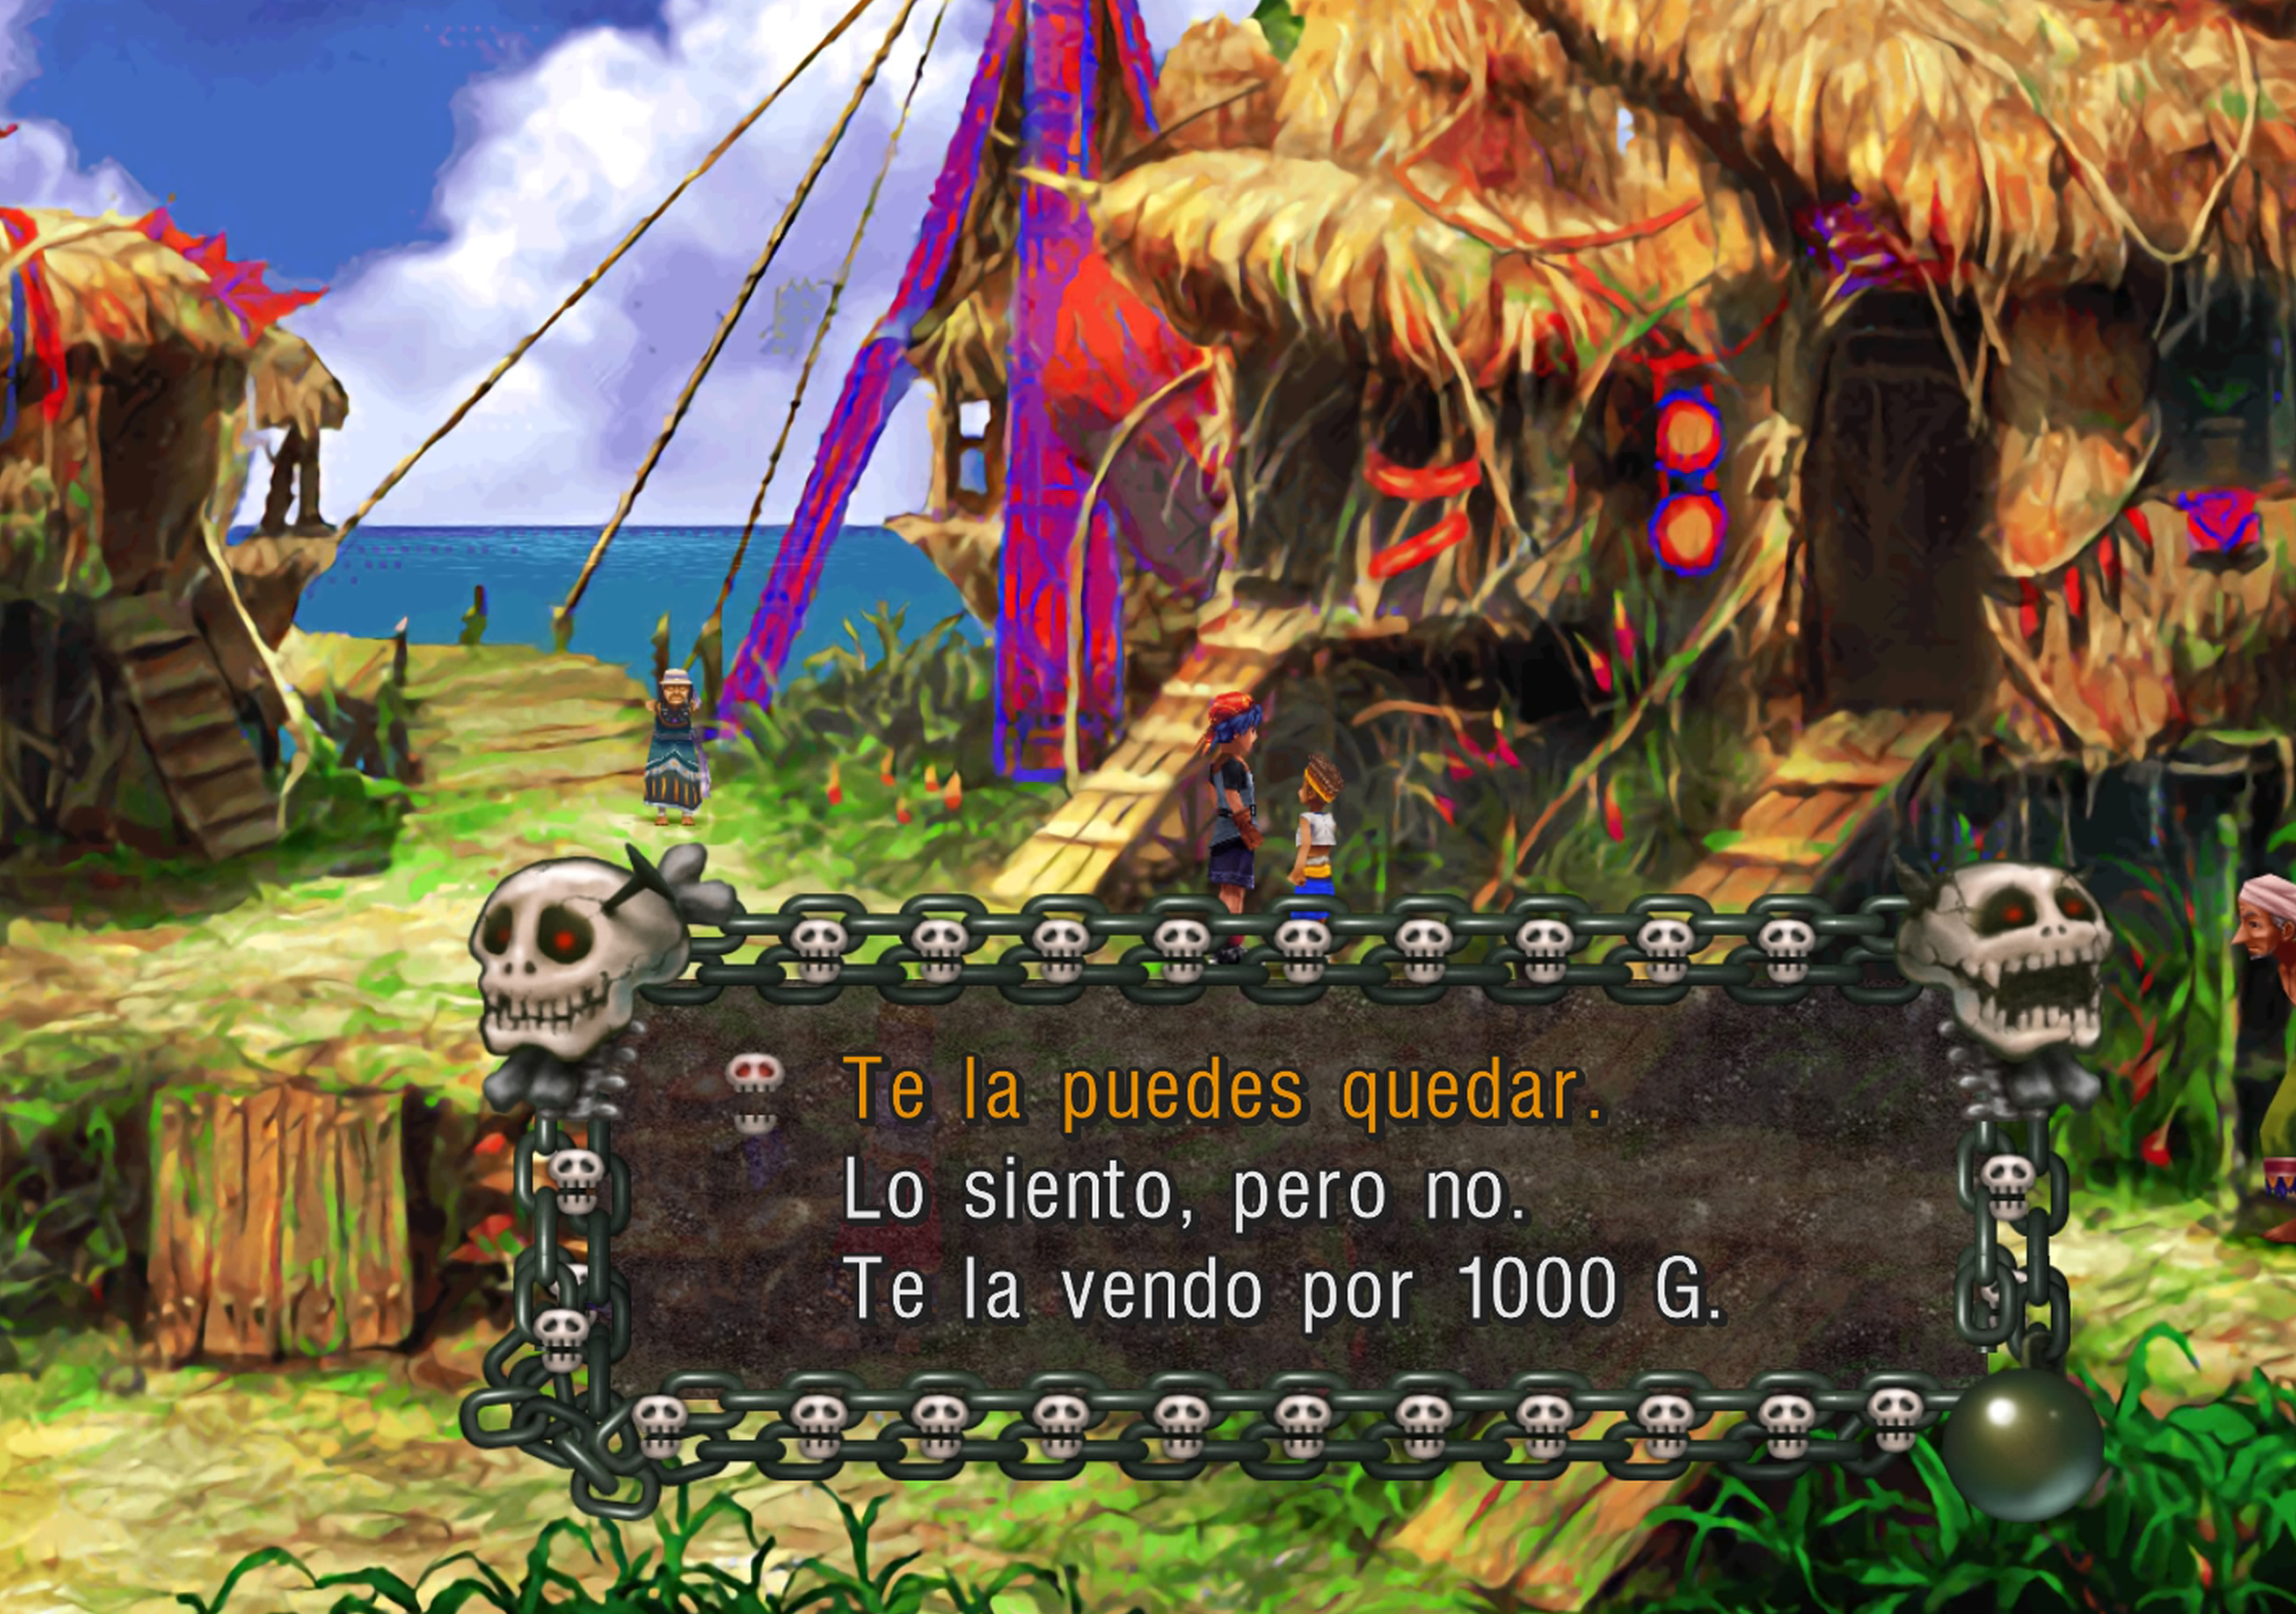 Te la puedes quedar.
Lo siento, pero no.
Te la vendo por 1000 G.